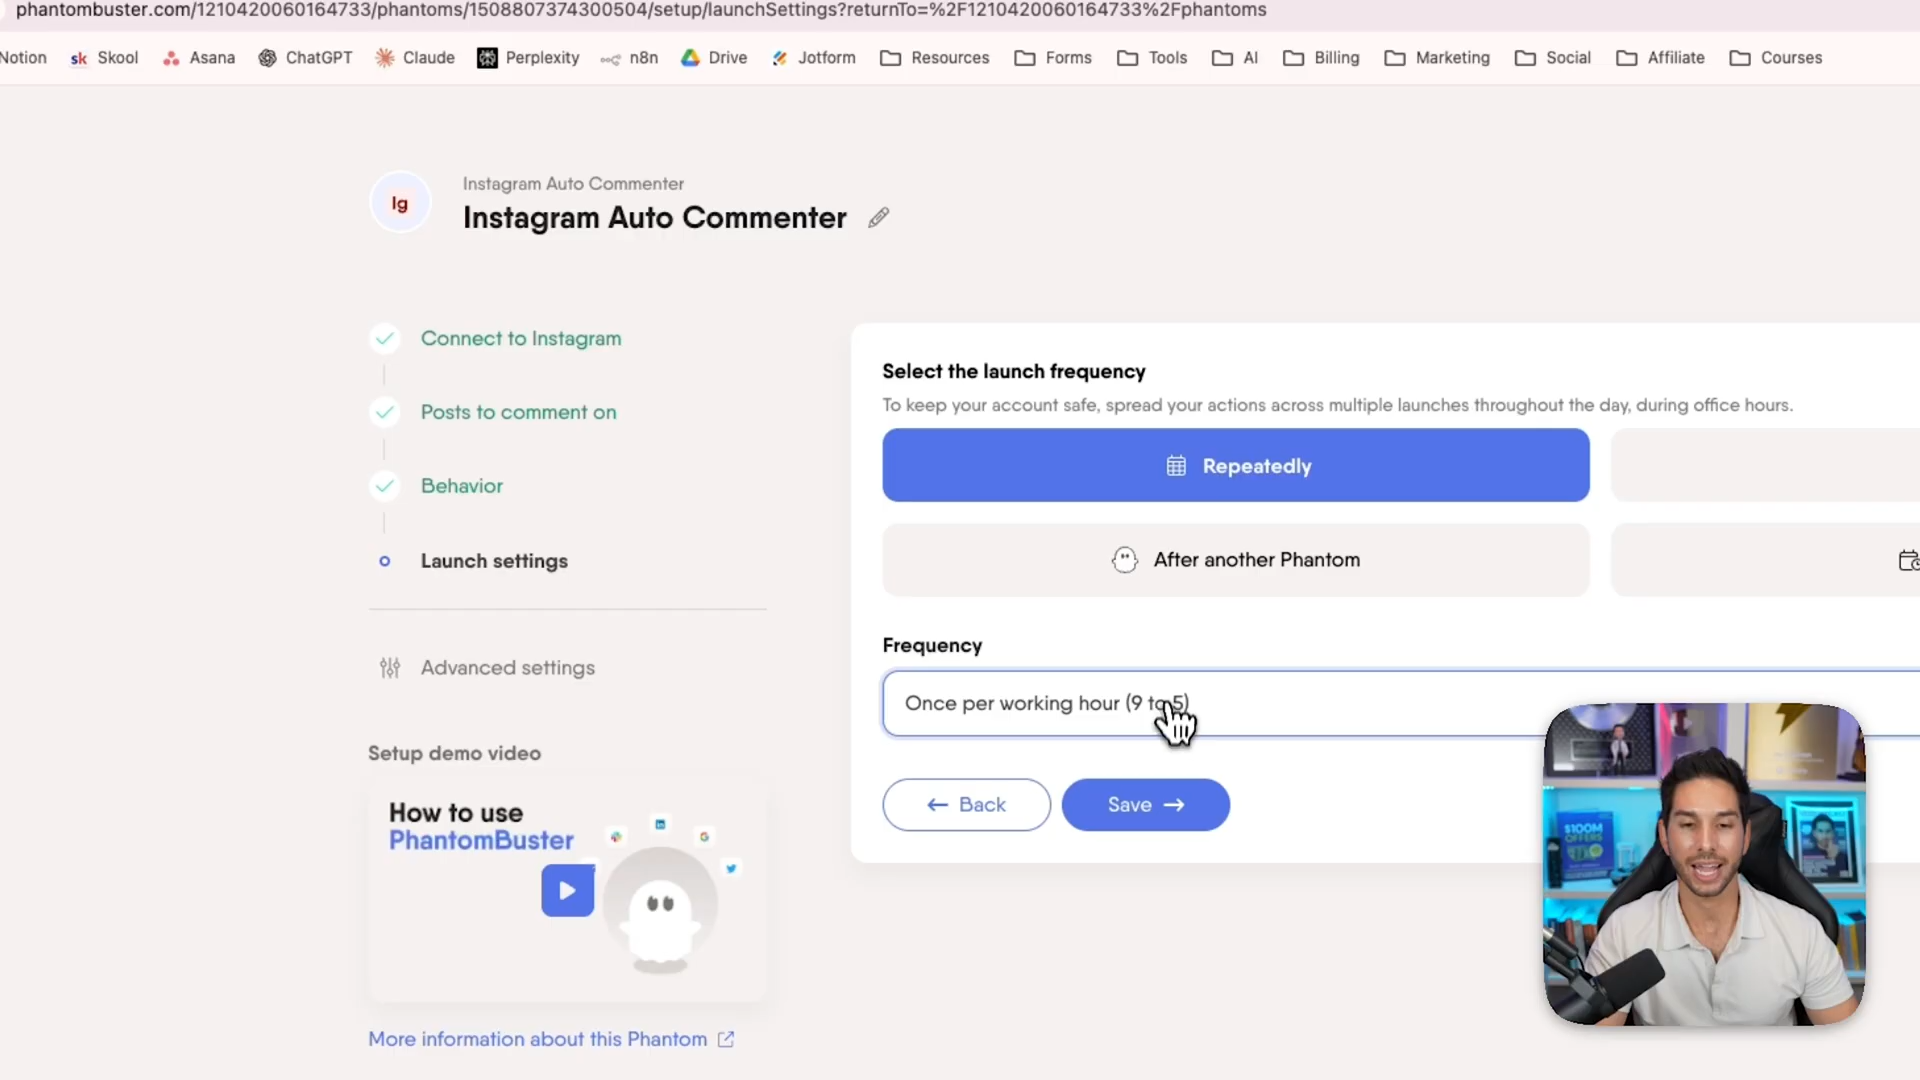 phantombuster.com/1210420060164733/phantoms/1508807374300504/setup/launchSettings?returnTo=%2F1210420060164733%2Fphantoms
Notion
sk Skool
Asana
ChatGPT
Claude
Perplexity
n8n
Drive
Jotform
Resources
Forms
Tools
AI
Billing
Marketing
Social
Affiliate
Courses
Ig
Instagram Auto Commenter
Instagram Auto Commenter
Connect to Instagram
Posts to comment on
Behavior
Launch settings
Advanced settings
Setup demo video
How to use
PhantomBuster
More information about this Phantom
Select the launch frequency
To keep your account safe, spread your actions across multiple launches throughout the day, during office hours.
Repeatedly
After another Phantom
Frequency
Once per working hour (9 to 5)
← Back
Save →
$100M
OFFERS